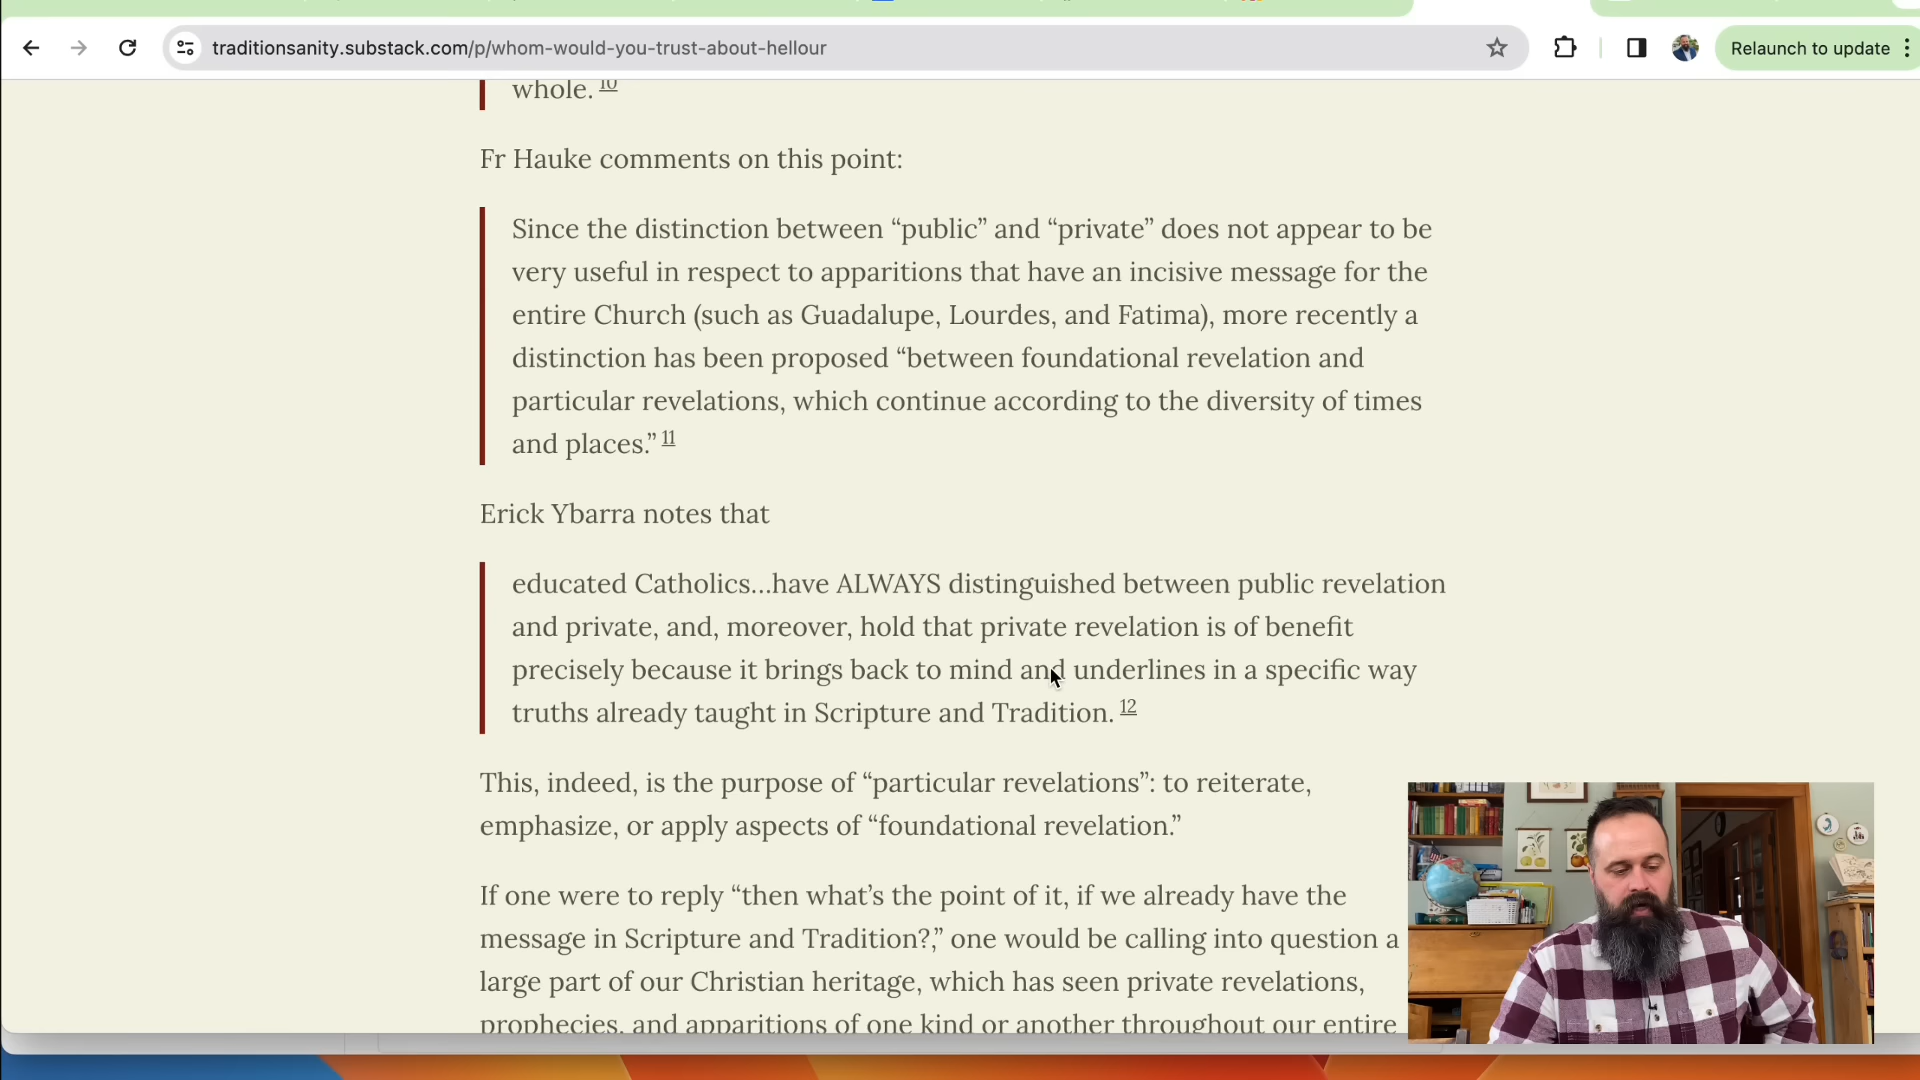 traditionsanity.substack.com/p/whom-would-you-trust-about-hellour
Relaunch to update
whole. 10
Fr Hauke comments on this point:
Since the distinction between “public” and “private” does not appear to be
very useful in respect to apparitions that have an incisive message for the
entire Church (such as Guadalupe, Lourdes, and Fatima), more recently a
distinction has been proposed “between foundational revelation and
particular revelations, which continue according to the diversity of times
and places.” 11
Erick Ybarra notes that
educated Catholics…have ALWAYS distinguished between public revelation
and private, and, moreover, hold that private revelation is of benefit
precisely because it brings back to mind and underlines in a specific way
truths already taught in Scripture and Tradition. 12
This, indeed, is the purpose of “particular revelations”: to reiterate,
emphasize, or apply aspects of “foundational revelation.”
If one were to reply “then what’s the point of it, if we already have the
message in Scripture and Tradition?,” one would be calling into question a
large part of our Christian heritage, which has seen private revelations,
prophecies, and apparitions of one kind or another throughout our entire